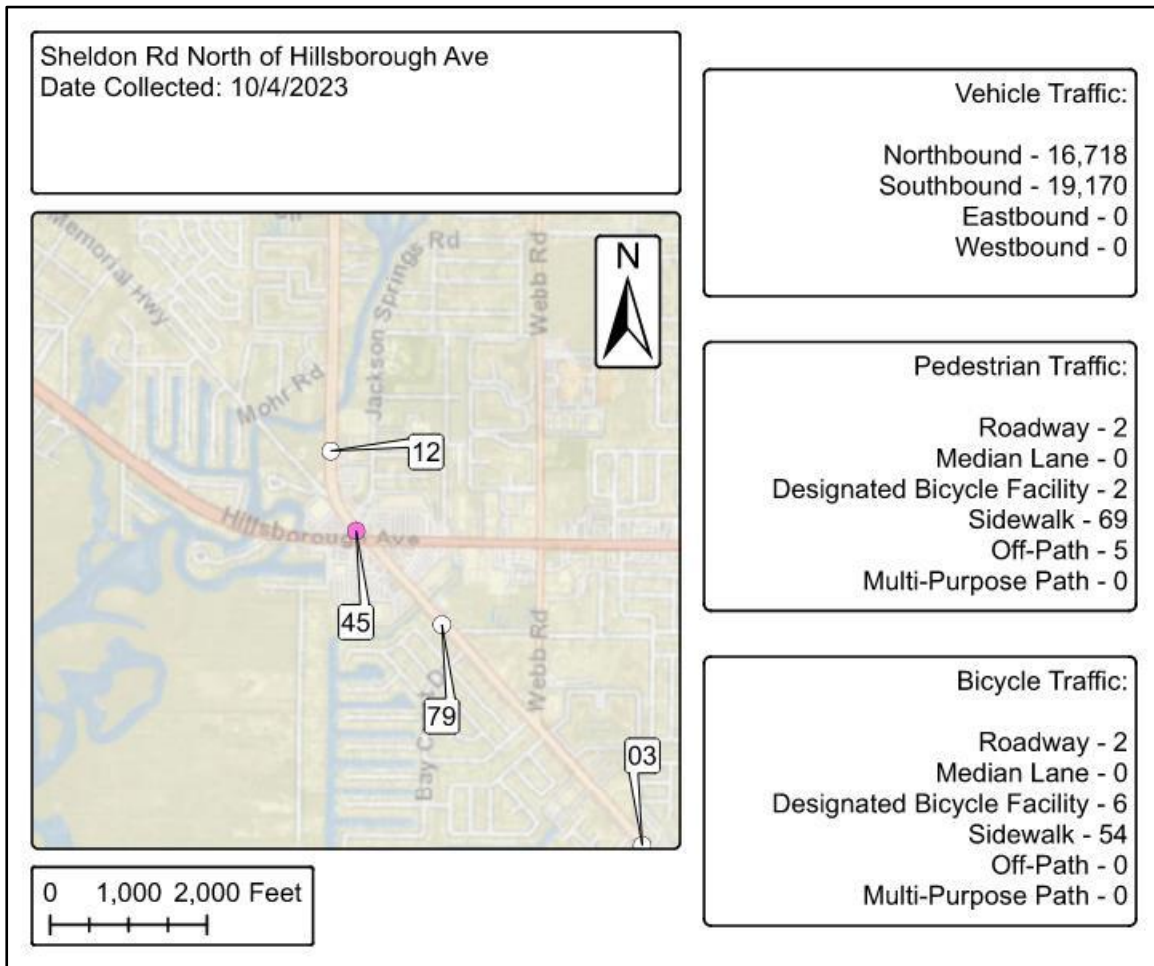 Sheldon Rd North of Hillsborough Ave
Date Collected: 10/4/2023
Memorial Hwy
Mohr Rd
Jackson Springs Rd
Webb Rd
N
12
Hillsborough Ave
45
79
Webb Rd
03
0 1,000 2,000 Feet
Vehicle Traffic:
Northbound - 16,718
Southbound - 19,170
Eastbound - 0
Westbound - 0
Pedestrian Traffic:
Roadway - 2
Median Lane - 0
Designated Bicycle Facility - 2
Sidewalk - 69
Off-Path - 5
Multi-Purpose Path - 0
Bicycle Traffic:
Roadway - 2
Median Lane - 0
Designated Bicycle Facility - 6
Sidewalk - 54
Off-Path - 0
Multi-Purpose Path - 0